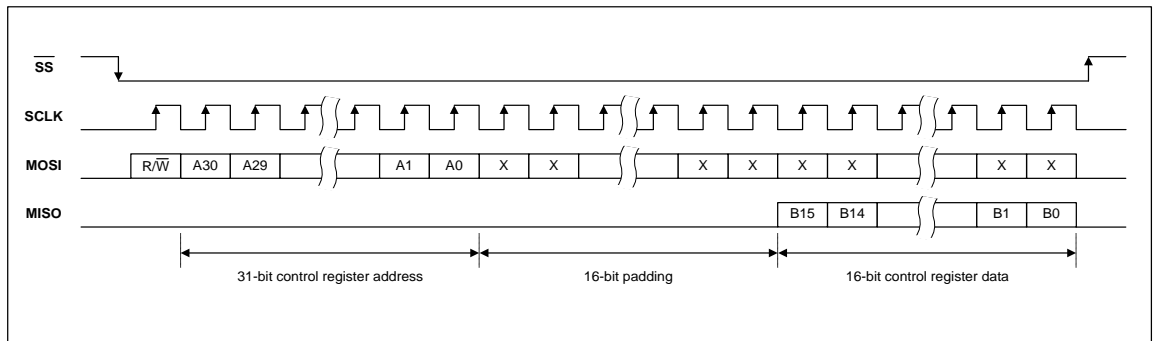 SS
SCLK
MOSI R/W A30 A29 A1 A0 X X X X X X X X
MISO B15 B14 B1 B0
31-bit control register address 16-bit padding 16-bit control register data